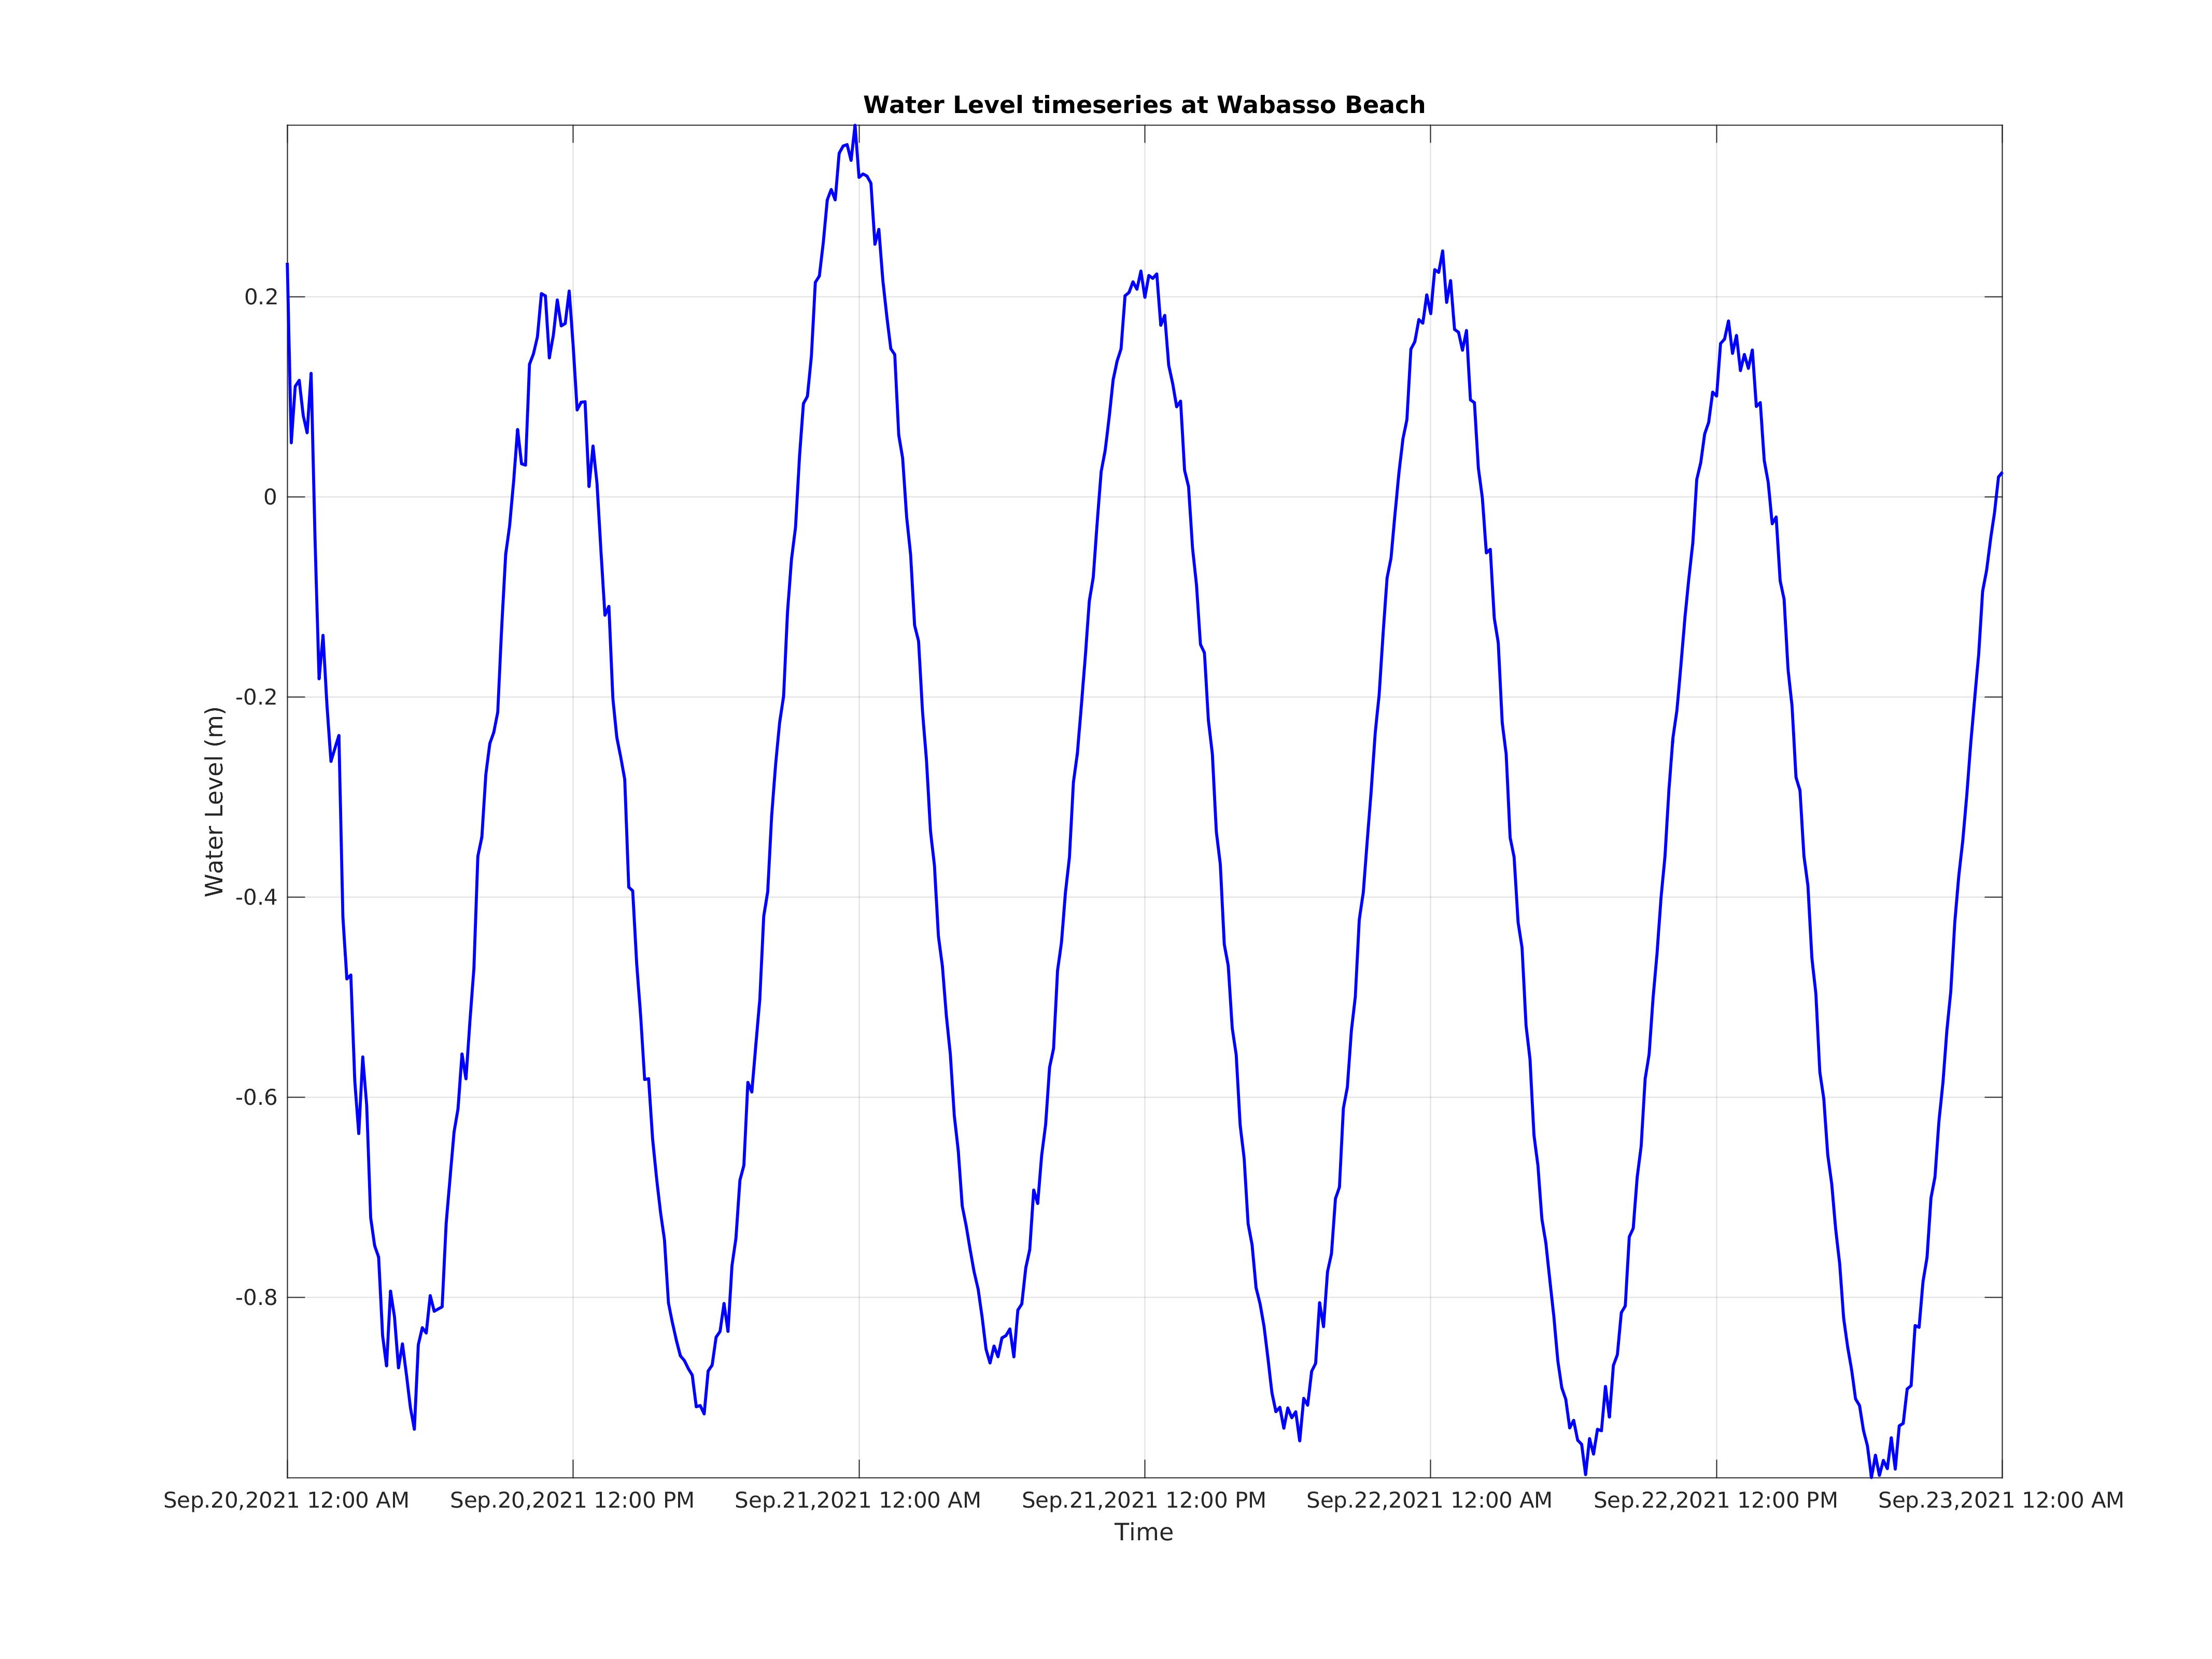 Water Level timeseries at Wabasso Beach
0.2
0
-0.2
-0.4
-0.6
-0.8
Water Level (m)
Sep.20,2021 12:00 AM
Sep.20,2021 12:00 PM
Sep.21,2021 12:00 AM
Sep.21,2021 12:00 PM
Sep.22,2021 12:00 AM
Sep.22,2021 12:00 PM
Sep.23,2021 12:00 AM
Time